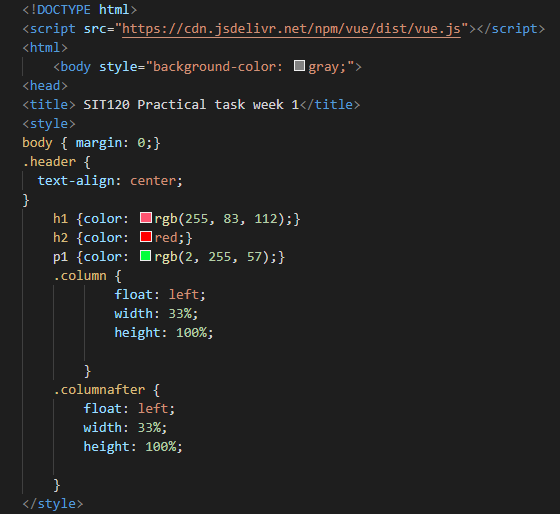 <!DOCTYPE html>
<script src="https://cdn.jsdelivr.net/npm/vue/dist/vue.js"></script>
<html>
<body style="background-color: gray;">
<head>
<title> SIT120 Practical task week 1</title>
<style>
body { margin: 0;}
.header {
text-align: center;
}
h1 {color: rgb(255, 83, 112);}
h2 {color: red;}
p1 {color: rgb(2, 255, 57);}
.column {
float: left;
width: 33%;
height: 100%;
}
.columnafter {
float: left;
width: 33%;
height: 100%;
}
</style>